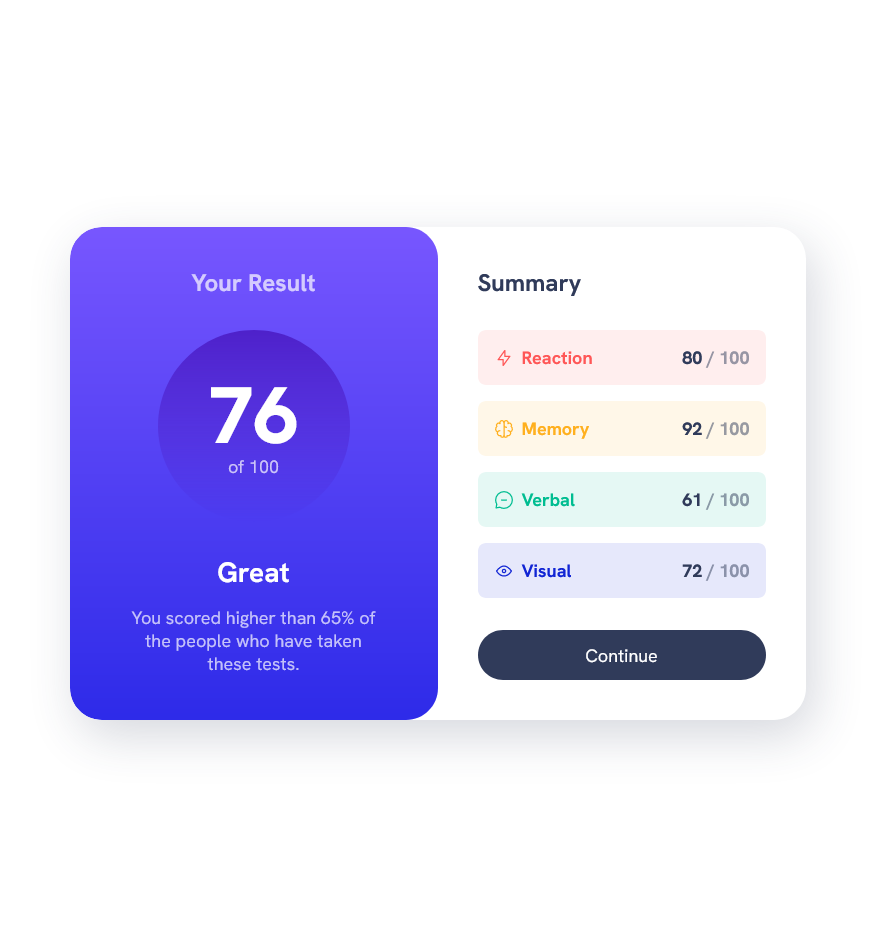 Your Result
76
of 100
Great
You scored higher than 65% of
the people who have taken
these tests.
Summary
Reaction 80 / 100
Memory 92 / 100
Verbal 61 / 100
Visual 72 / 100
Continue